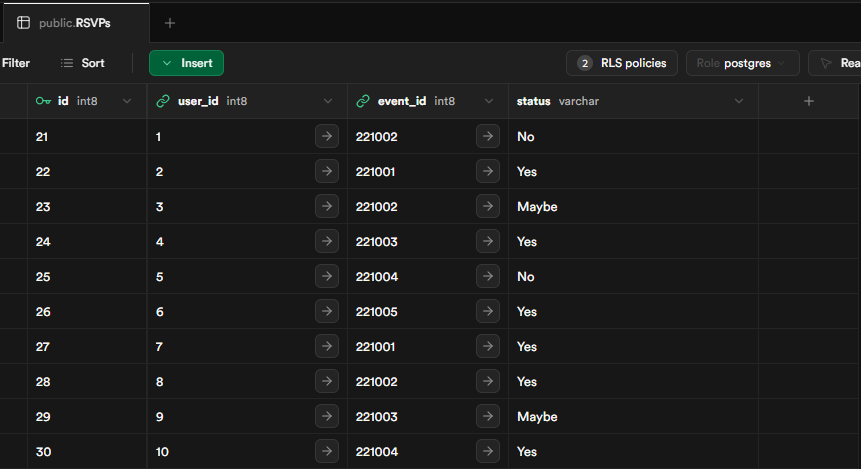 public.RSVPs
Filter Sort Insert 2 RLS policies Role postgres Rea
id int8 user_id int8 event_id int8 status varchar
21 1 221002 No
22 2 221001 Yes
23 3 221002 Maybe
24 4 221003 Yes
25 5 221004 No
26 6 221005 Yes
27 7 221001 Yes
28 8 221002 Yes
29 9 221003 Maybe
30 10 221004 Yes